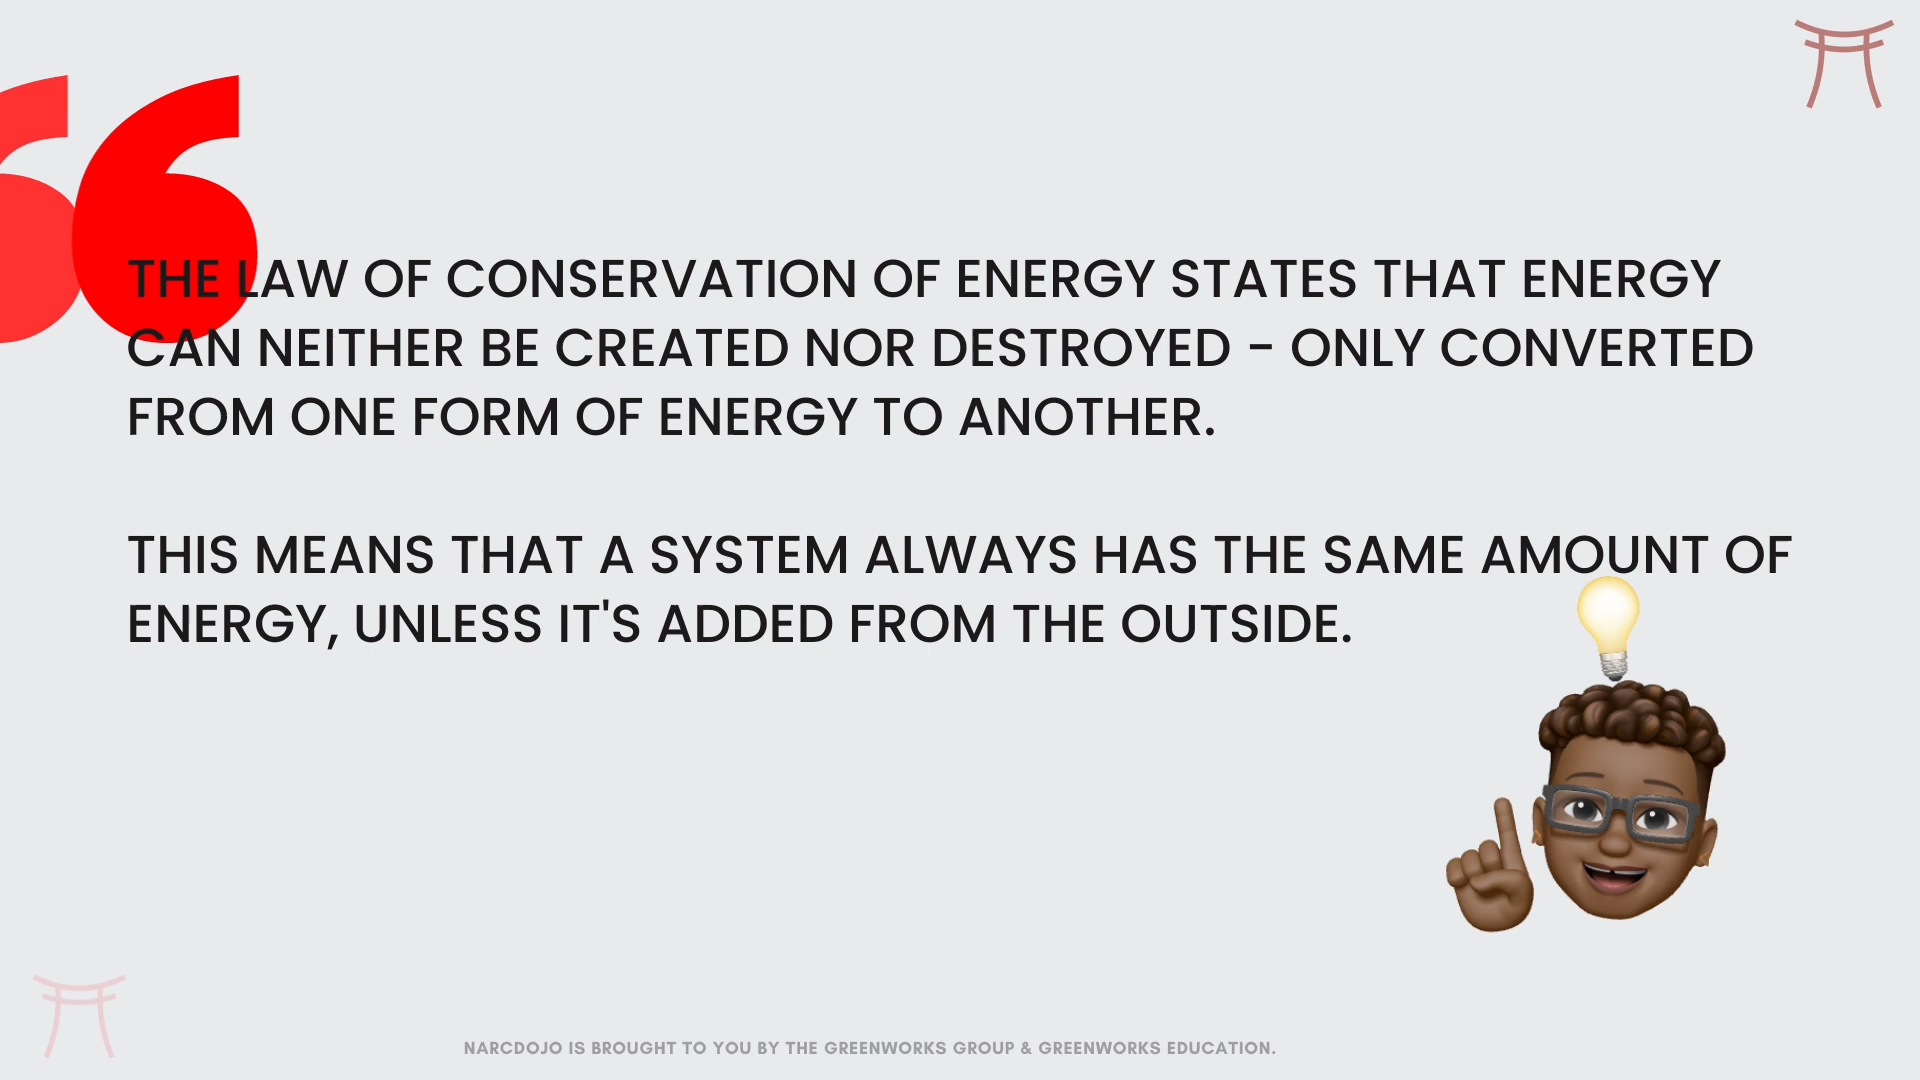 THE LAW OF CONSERVATION OF ENERGY STATES THAT ENERGY
CAN NEITHER BE CREATED NOR DESTROYED - ONLY CONVERTED
FROM ONE FORM OF ENERGY TO ANOTHER.
THIS MEANS THAT A SYSTEM ALWAYS HAS THE SAME AMOUNT OF
ENERGY, UNLESS IT'S ADDED FROM THE OUTSIDE.
NARCDOJO IS BROUGHT TO YOU BY THE GREENWORKS GROUP & GREENWORKS EDUCATION.